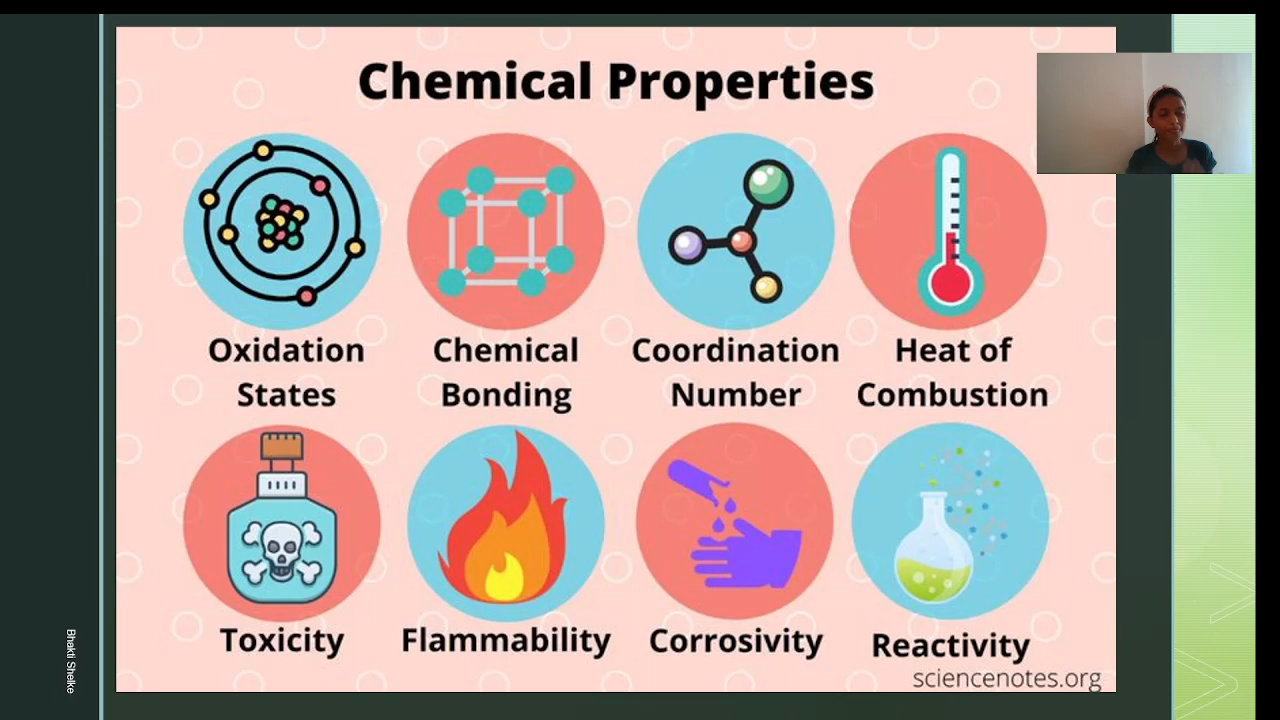 Chemical Properties
Oxidation
States
Chemical
Bonding
Coordination
Number
Heat of
Combustion
Toxicity
Flammability
Corrosivity
Reactivity
sciencenotes.org
Bhakti Shelke